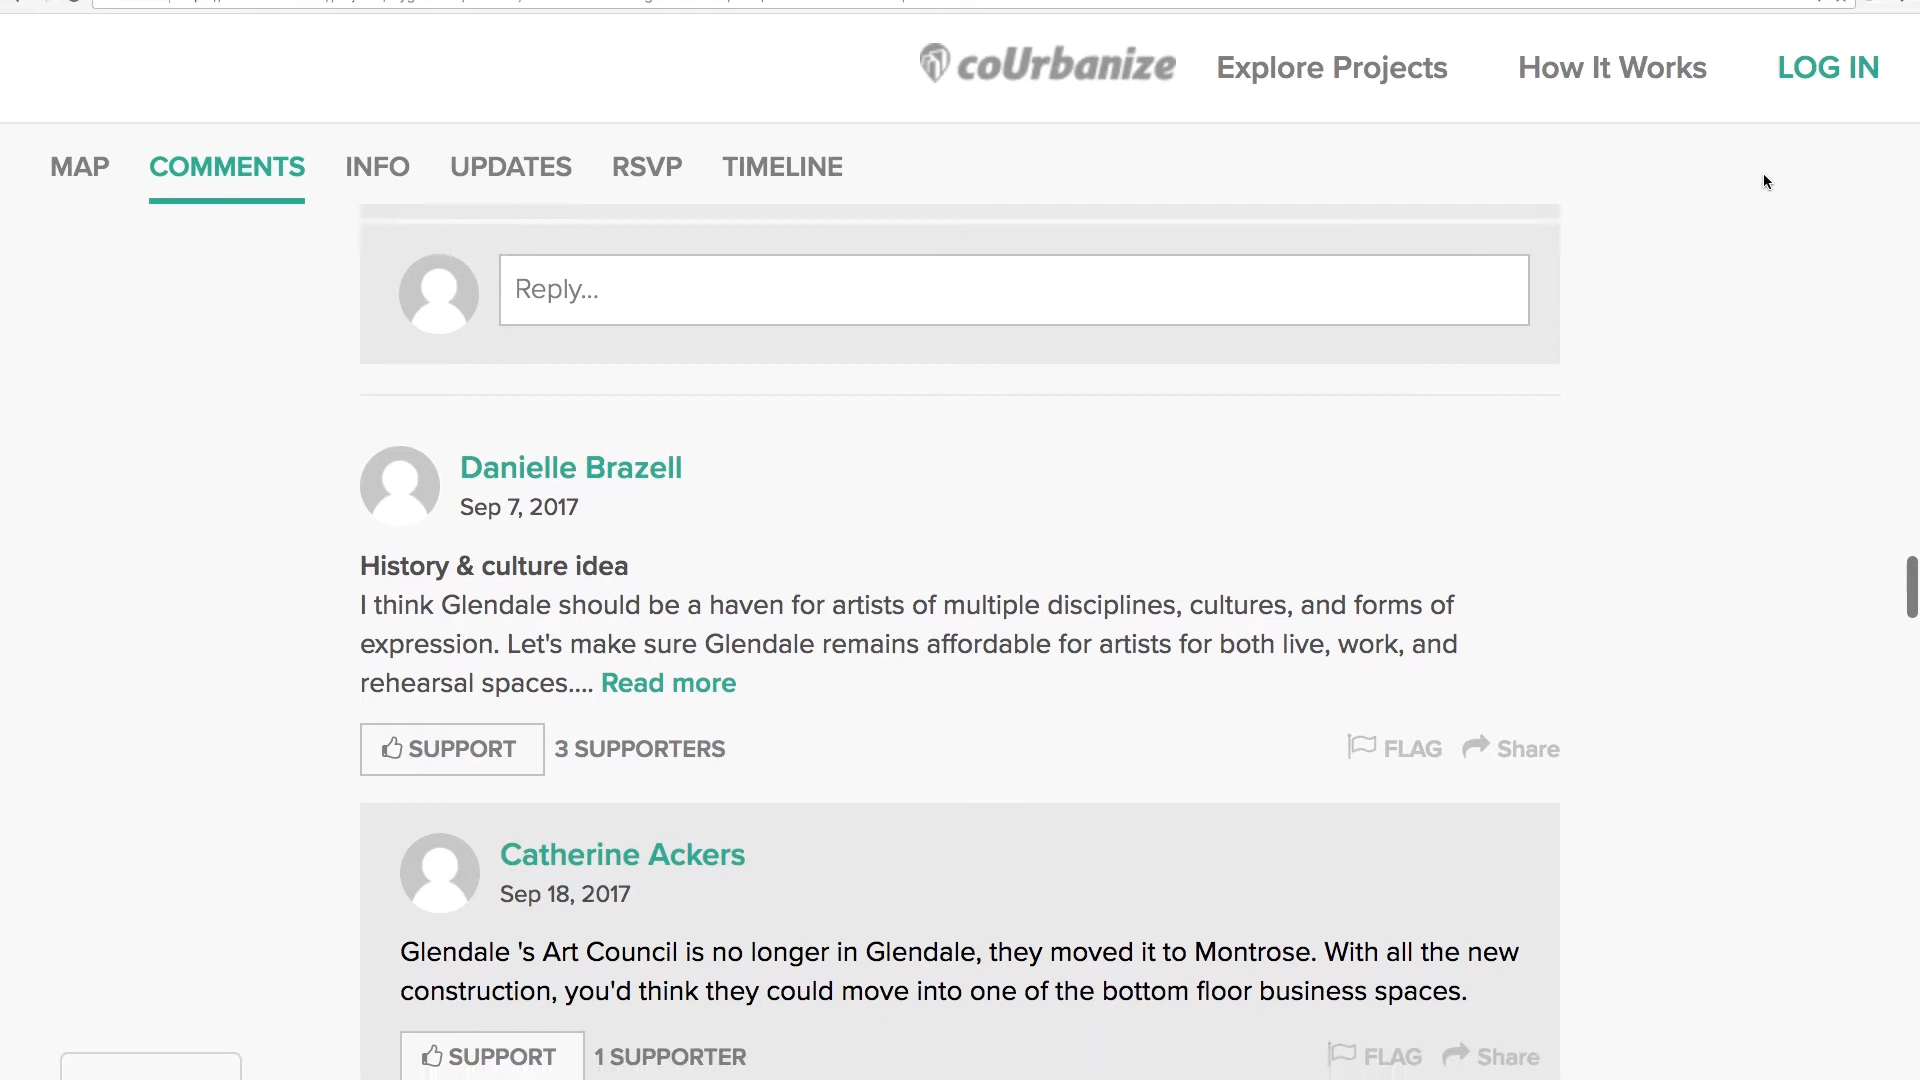 coUrbanize Explore Projects How It Works LOG IN
MAP COMMENTS INFO UPDATES RSVP TIMELINE
Reply...
Danielle Brazell
Sep 7, 2017
History & culture idea
I think Glendale should be a haven for artists of multiple disciplines, cultures, and forms of
expression. Let's make sure Glendale remains affordable for artists for both live, work, and
rehearsal spaces.... Read more
SUPPORT 3 SUPPORTERS FLAG Share
Catherine Ackers
Sep 18, 2017
Glendale 's Art Council is no longer in Glendale, they moved it to Montrose. With all the new
construction, you'd think they could move into one of the bottom floor business spaces.
SUPPORT 1 SUPPORTER FLAG Share